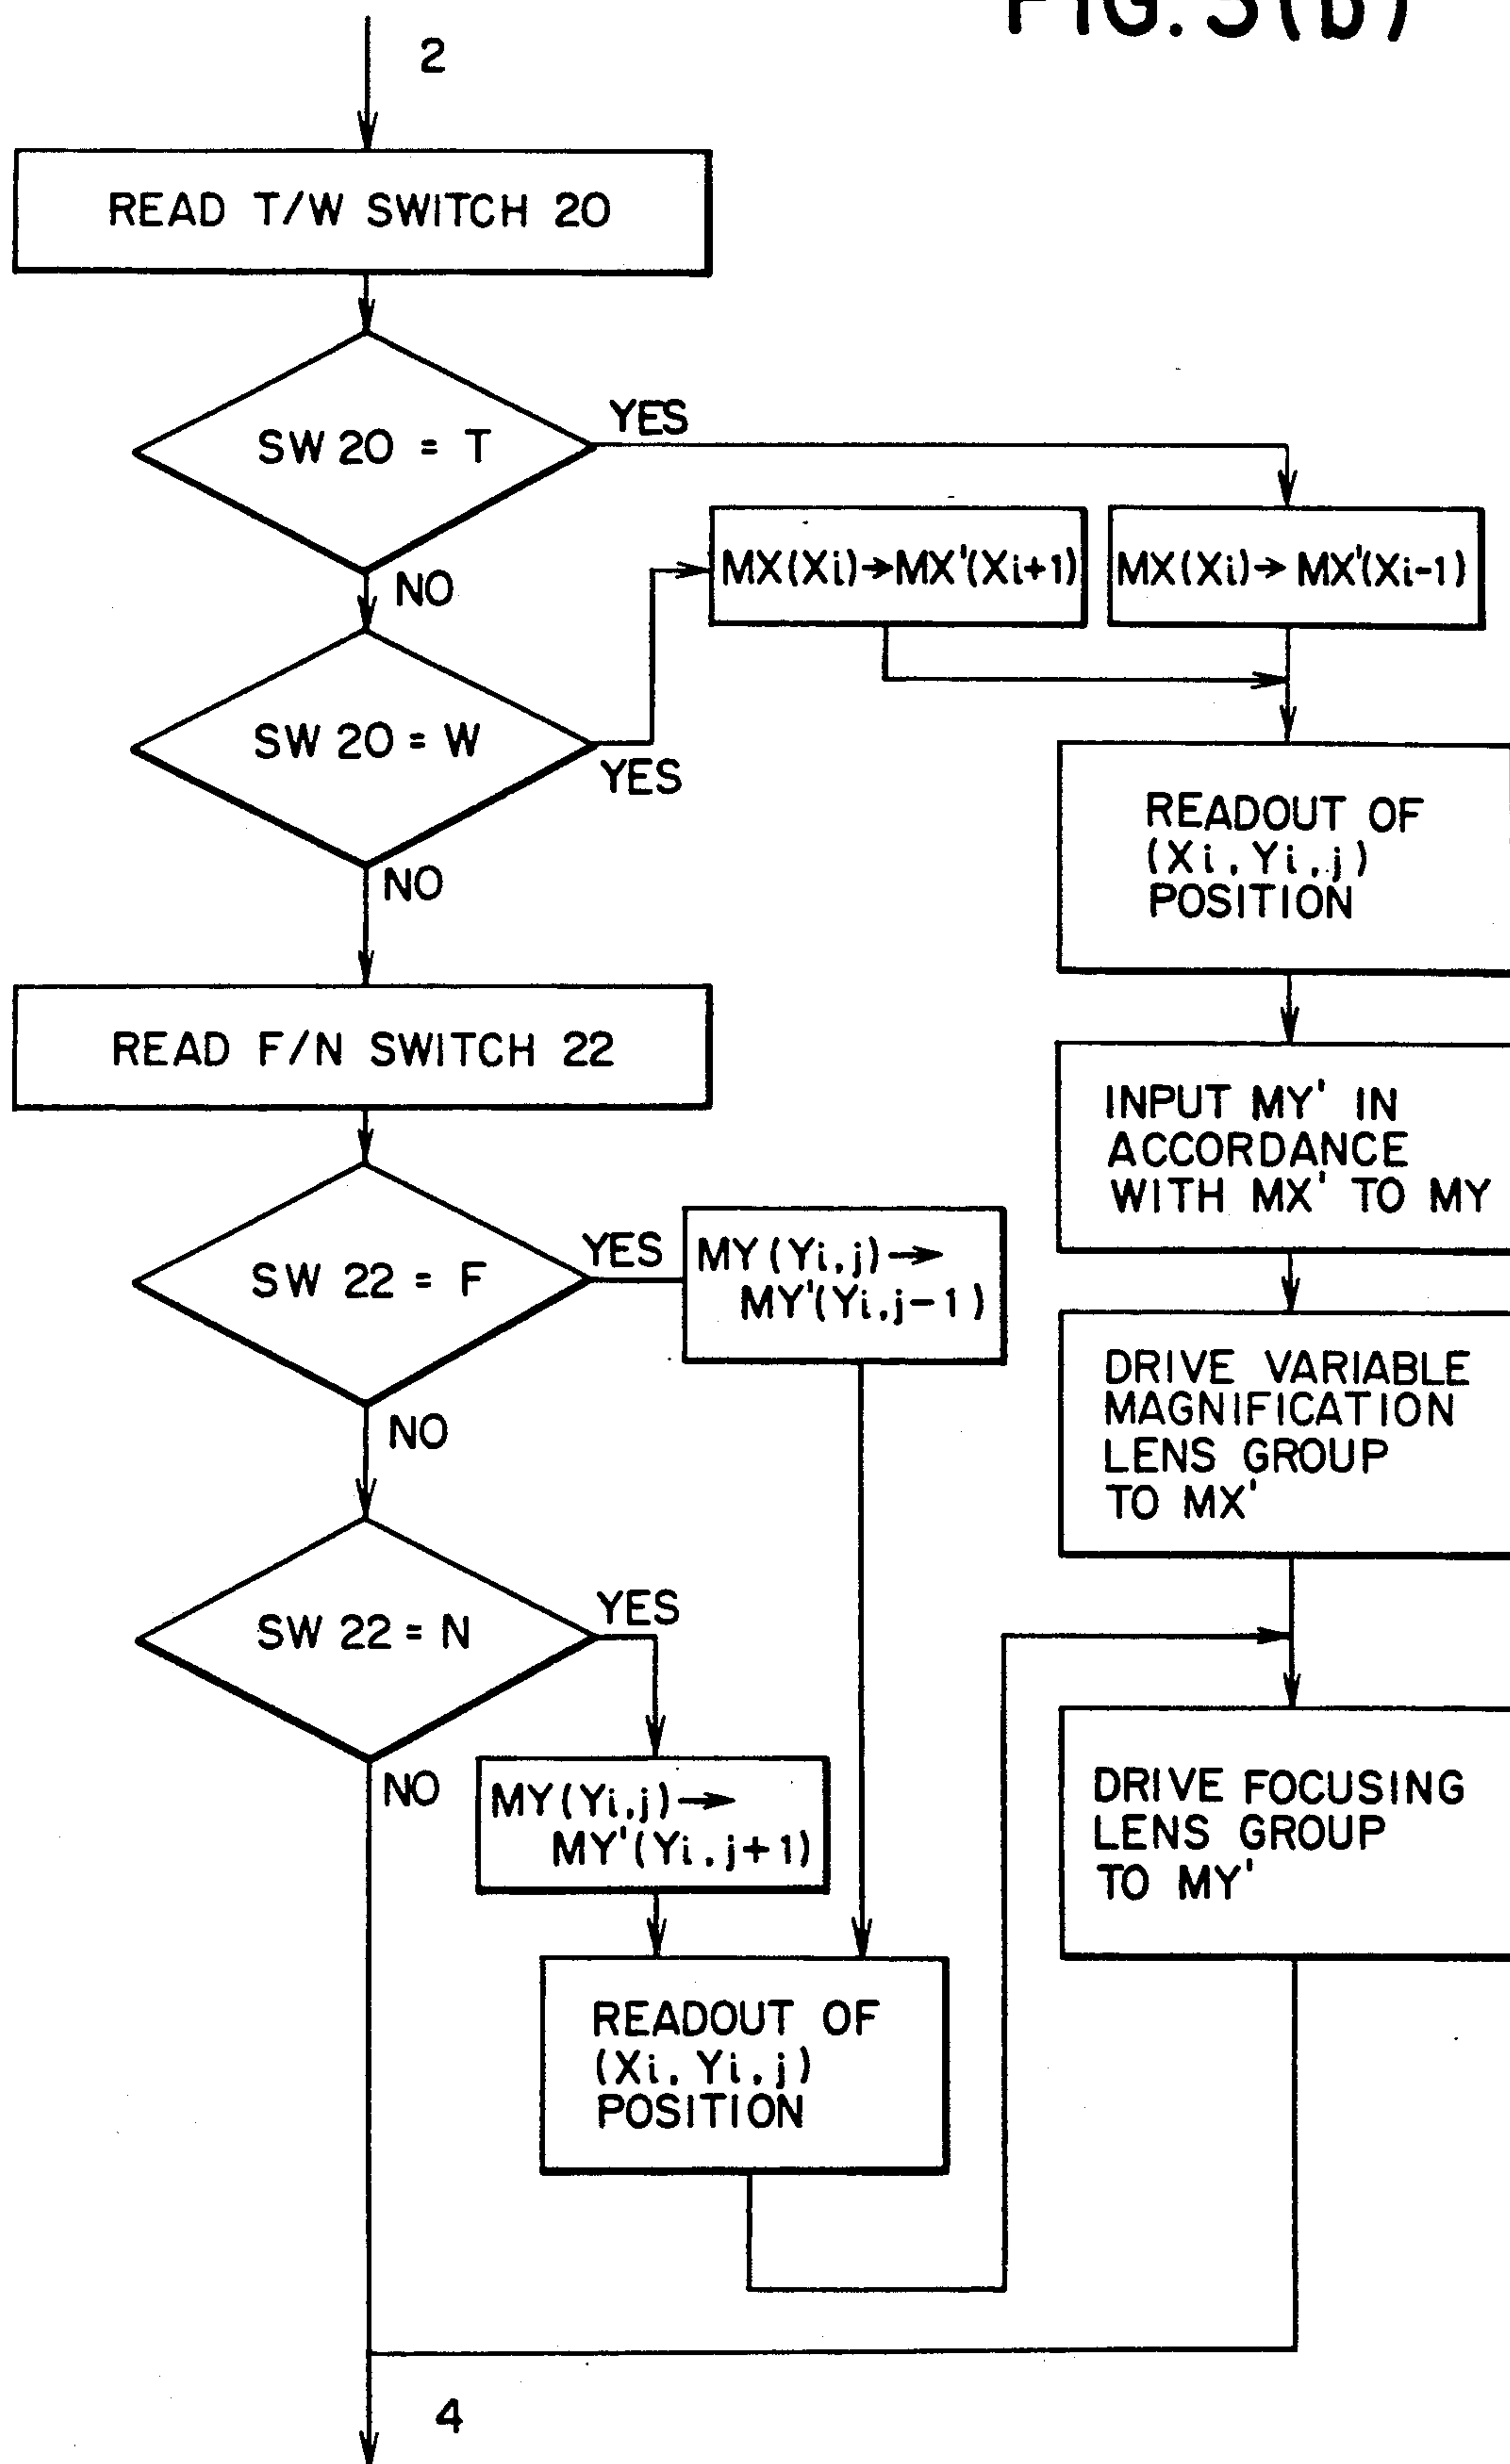 FIG. 5(b)
2
READ T/W SWITCH 20
SW 20 = T
YES
NO
MX(Xi)→MX'(Xi+1)
MX(Xi)→ MX'(Xi-1)
SW 20 = W
YES
NO
READOUT OF
(Xi, Yi,j)
POSITION
READ F/N SWITCH 22
INPUT MY' IN
ACCORDANCE
WITH MX' TO MY
SW 22 = F
YES
NO
MY(Yi,j)→
MY'(Yi,j-1)
DRIVE VARIABLE
MAGNIFICATION
LENS GROUP
TO MX'
SW 22 = N
YES
NO
MY(Yi,j)→
MY'(Yi,j+1)
DRIVE FOCUSING
LENS GROUP
TO MY'
READOUT OF
(Xi, Yi,j)
POSITION
4